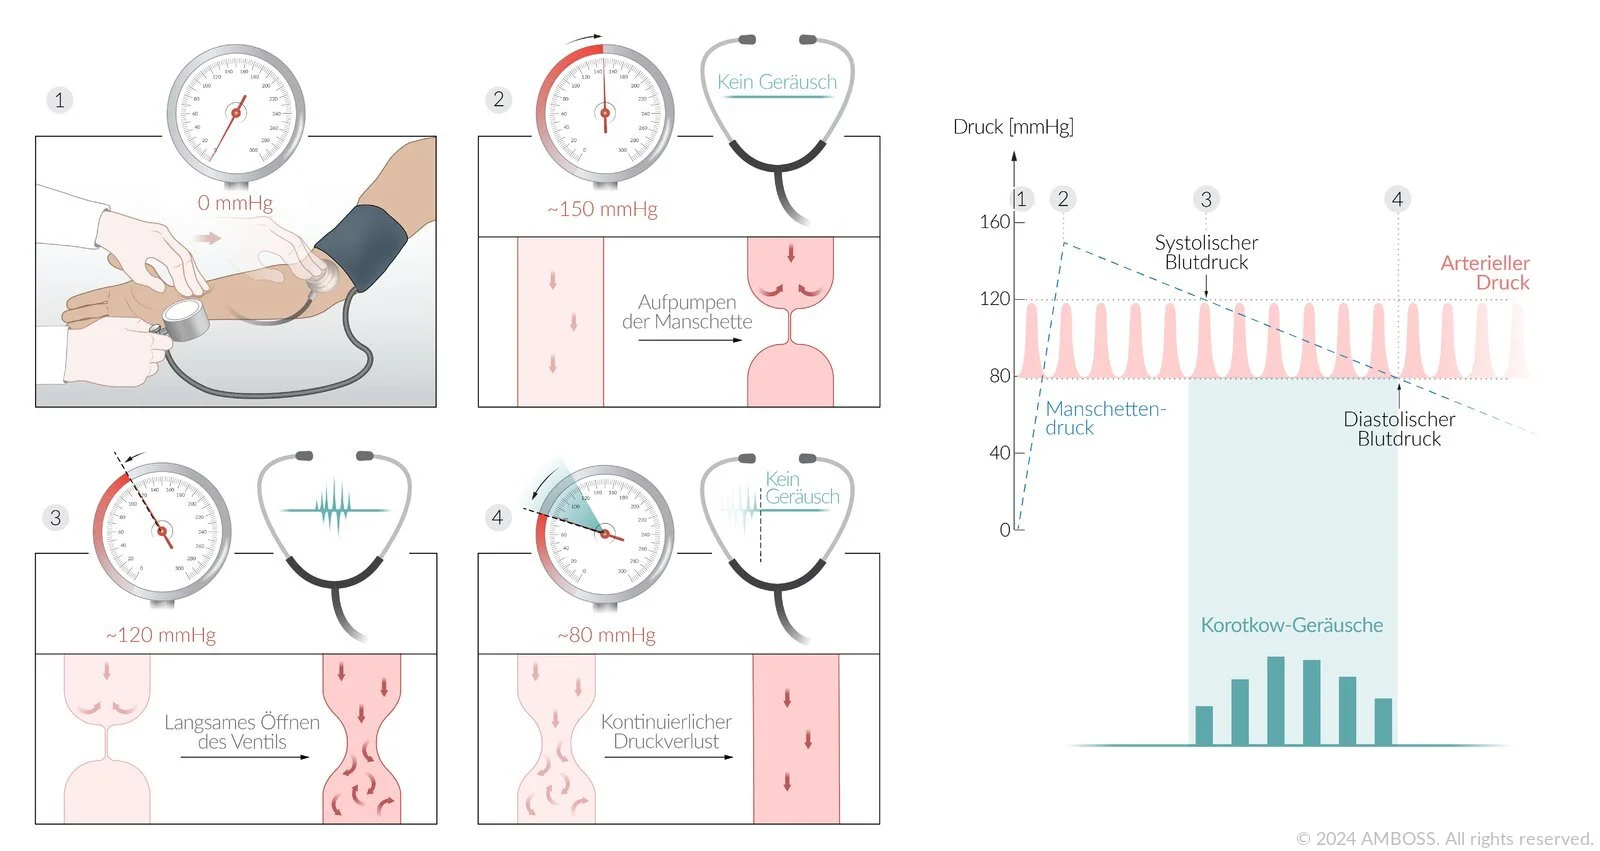 1
0 mmHg
2
Kein Geräusch
~150 mmHg
Aufpumpen
der Manschette
3
~120 mmHg
Langsames Öffnen
des Ventils
4
Kein
Geräusch
~80 mmHg
Kontinuierlicher
Druckverlust
Druck [mmHg]
1
2
3
4
160
120
80
40
0
Systolischer
Blutdruck
Arterieller
Druck
Manschetten-
druck
Diastolischer
Blutdruck
Korotkow-Geräusche
© 2024 AMBOSS. All rights reserved.